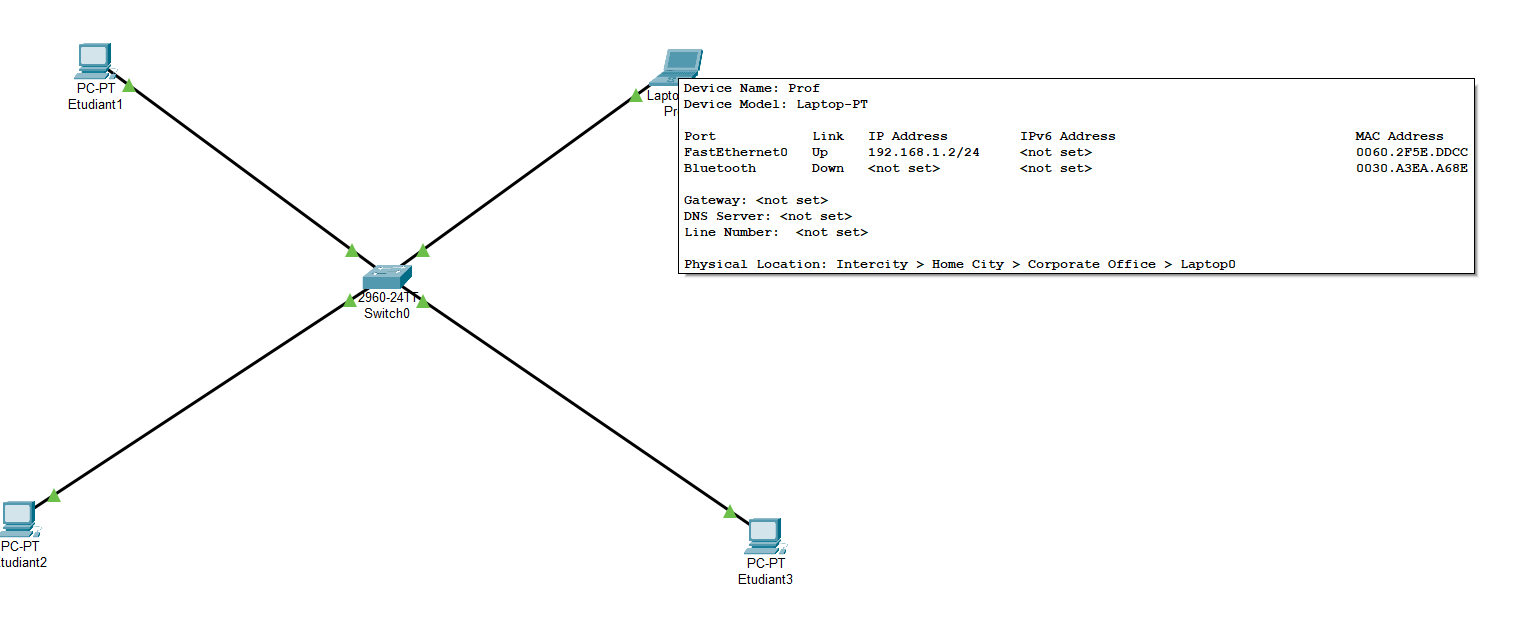 PC-PT
Etudiant1
Lapto
Pr
Device Name: Prof
Device Model: Laptop-PT
Port Link IP Address IPv6 Address MAC Address
FastEthernet0 Up 192.168.1.2/24 <not set> 0060.2F5E.DDCC
Bluetooth Down <not set> <not set> 0030.A3EA.A68E
Gateway: <not set>
DNS Server: <not set>
Line Number: <not set>
Physical Location: Intercity > Home City > Corporate Office > Laptop0
2960-24TT
Switch0
PC-PT
tudiant2
PC-PT
Etudiant3